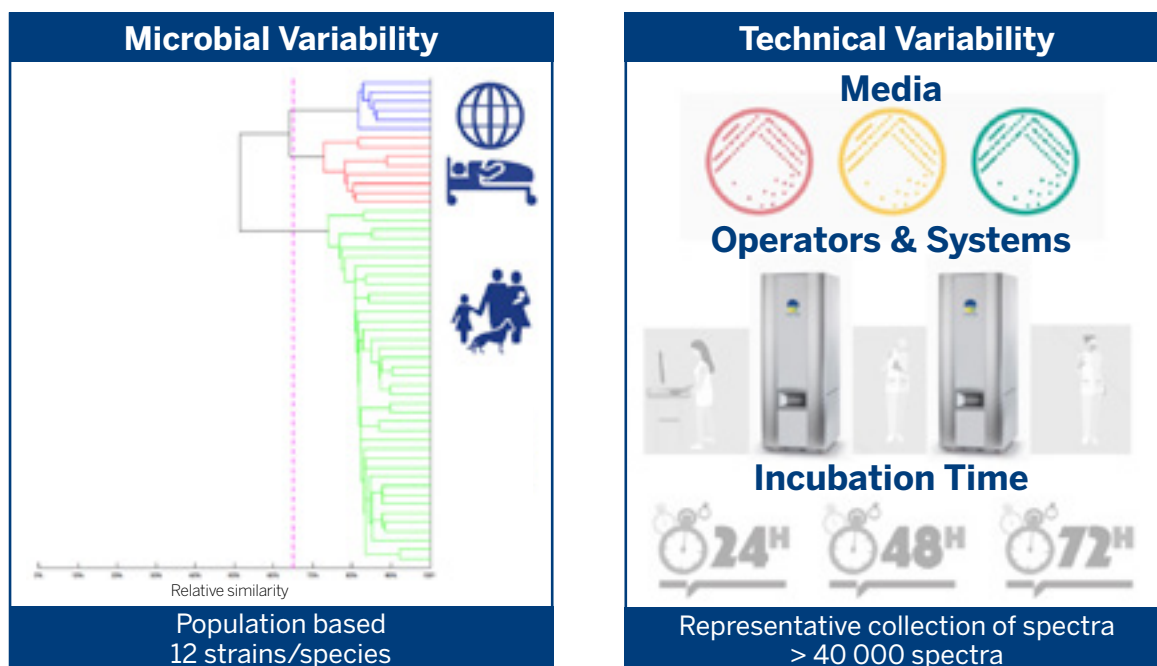 Microbial Variability
Relative similarity
Population based
12 strains/species
Technical Variability
Media
Operators & Systems
Incubation Time
24H
48H
72H
Representative collection of spectra
> 40 000 spectra